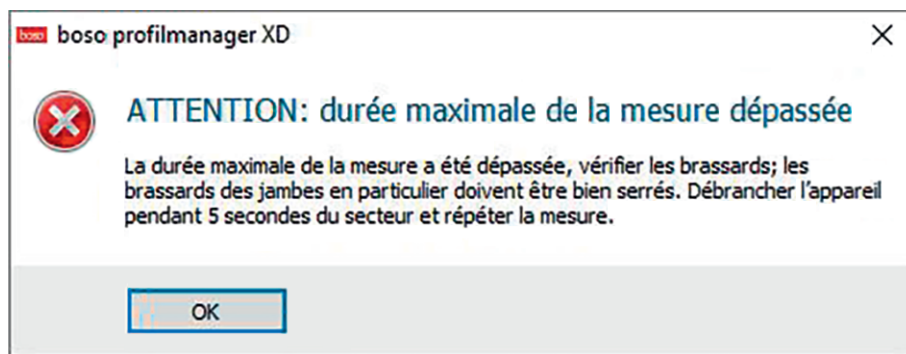 boso boso profilmanager XD
ATTENTION: durée maximale de la mesure dépassée
La durée maximale de la mesure a été dépassée, vérifier les brassards; les
brassards des jambes en particulier doivent être bien serrés. Débrancher l'appareil
pendant 5 secondes du secteur et répéter la mesure.
OK